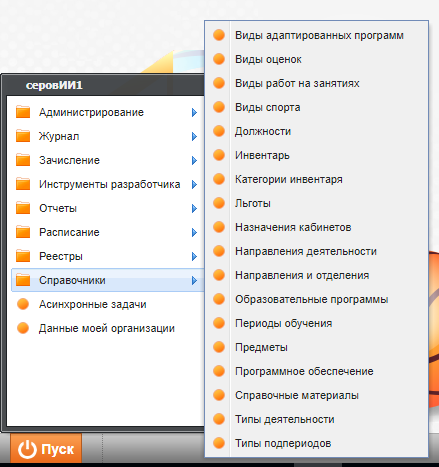 серовИИ1
Администрирование
Журнал
Зачисление
Инструменты разработчика
Отчеты
Расписание
Реестры
Справочники
Асинхронные задачи
Данные моей организации
Пуск
Виды адаптированных программ
Виды оценок
Виды работ на занятиях
Виды спорта
Должности
Инвентарь
Категории инвентаря
Льготы
Назначения кабинетов
Направления деятельности
Направления и отделения
Образовательные программы
Периоды обучения
Предметы
Программное обеспечение
Справочные материалы
Типы деятельности
Типы подпериодов